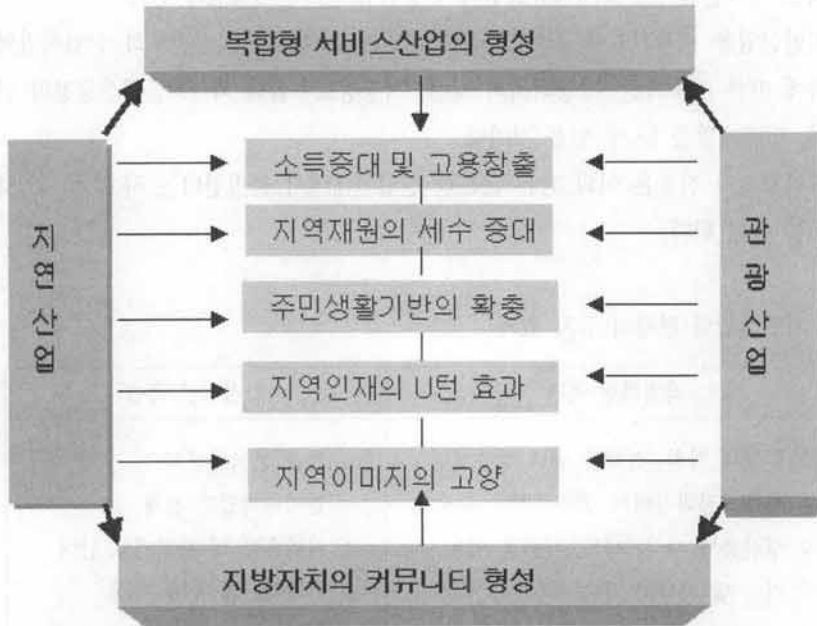 복합형 서비스산업의 형성
소득증대 및 고용창출
지역재원의 세수 증대
주민생활기반의 확충
지역인재의 U턴 효과
지역이미지의 고양
지연산업
관광산업
지방자치의 커뮤니티 형성